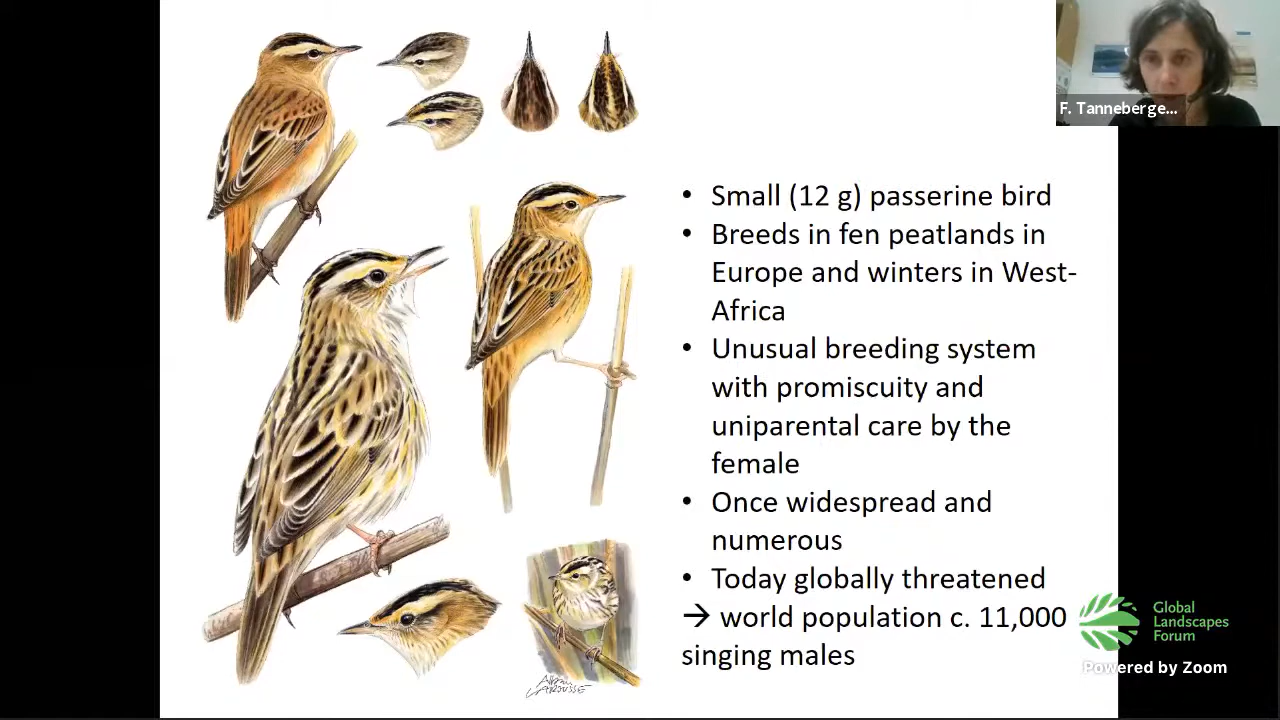 F. Tanneberge...
• Small (12 g) passerine bird
• Breeds in fen peatlands in
Europe and winters in West-
Africa
• Unusual breeding system
with promiscuity and
uniparental care by the
female
• Once widespread and
numerous
• Today globally threatened
→ world population c. 11,000
singing males
Global
Landscapes
Forum
Powered by Zoom